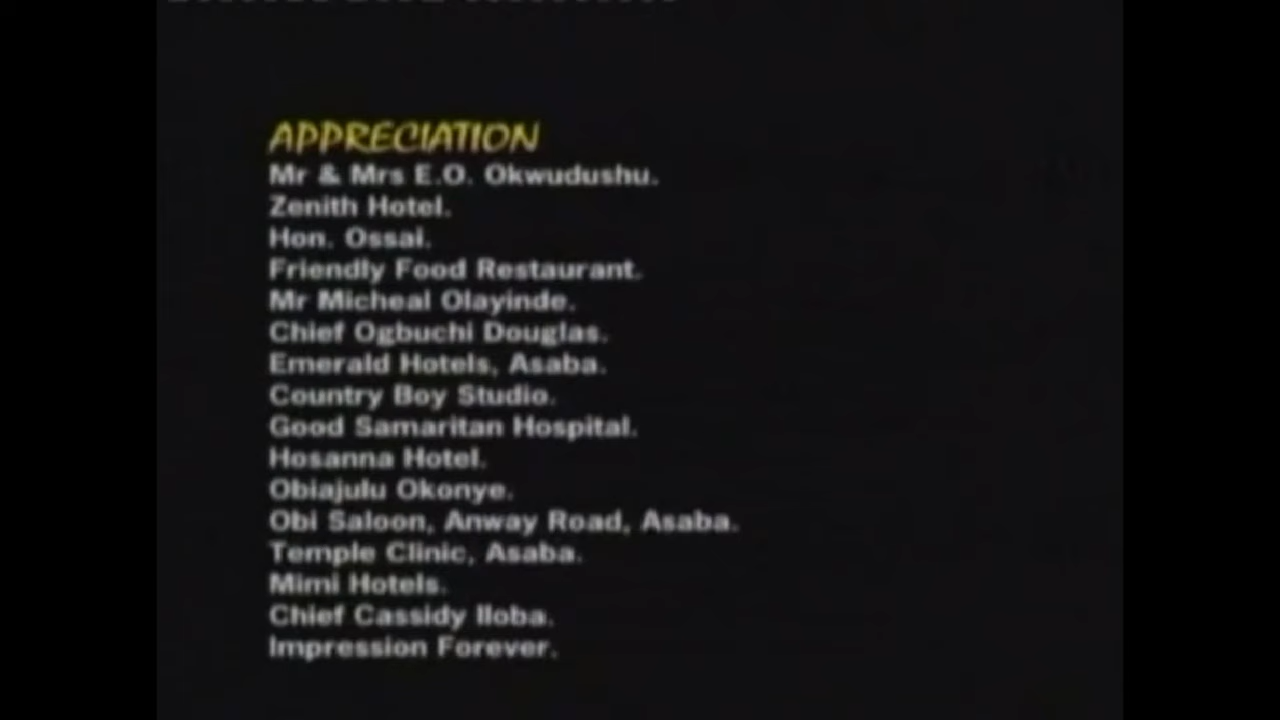 APPRECIATION
Mr & Mrs E.O. Okwudushu.
Zenith Hotel.
Hon. Ossai.
Friendly Food Restaurant.
Mr Micheal Olayinde.
Chief Ogbuchi Douglas.
Emerald Hotels, Asaba.
Country Boy Studio.
Good Samaritan Hospital.
Hosanna Hotel.
Obiajulu Okonye.
Obi Saloon, Anway Road, Asaba.
Temple Clinic, Asaba.
Mimi Hotels.
Chief Cassidy Iloba.
Impression Forever.